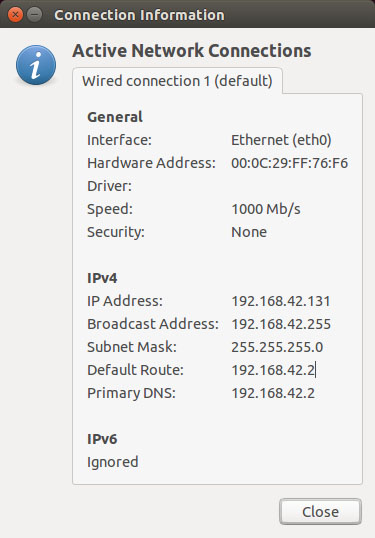 Connection Information
Active Network Connections
Wired connection 1 (default)
General
Interface: Ethernet (eth0)
Hardware Address: 00:0C:29:FF:76:F6
Driver:
Speed: 1000 Mb/s
Security: None
IPv4
IP Address: 192.168.42.131
Broadcast Address: 192.168.42.255
Subnet Mask: 255.255.255.0
Default Route: 192.168.42.2
Primary DNS: 192.168.42.2
IPv6
Ignored
Close